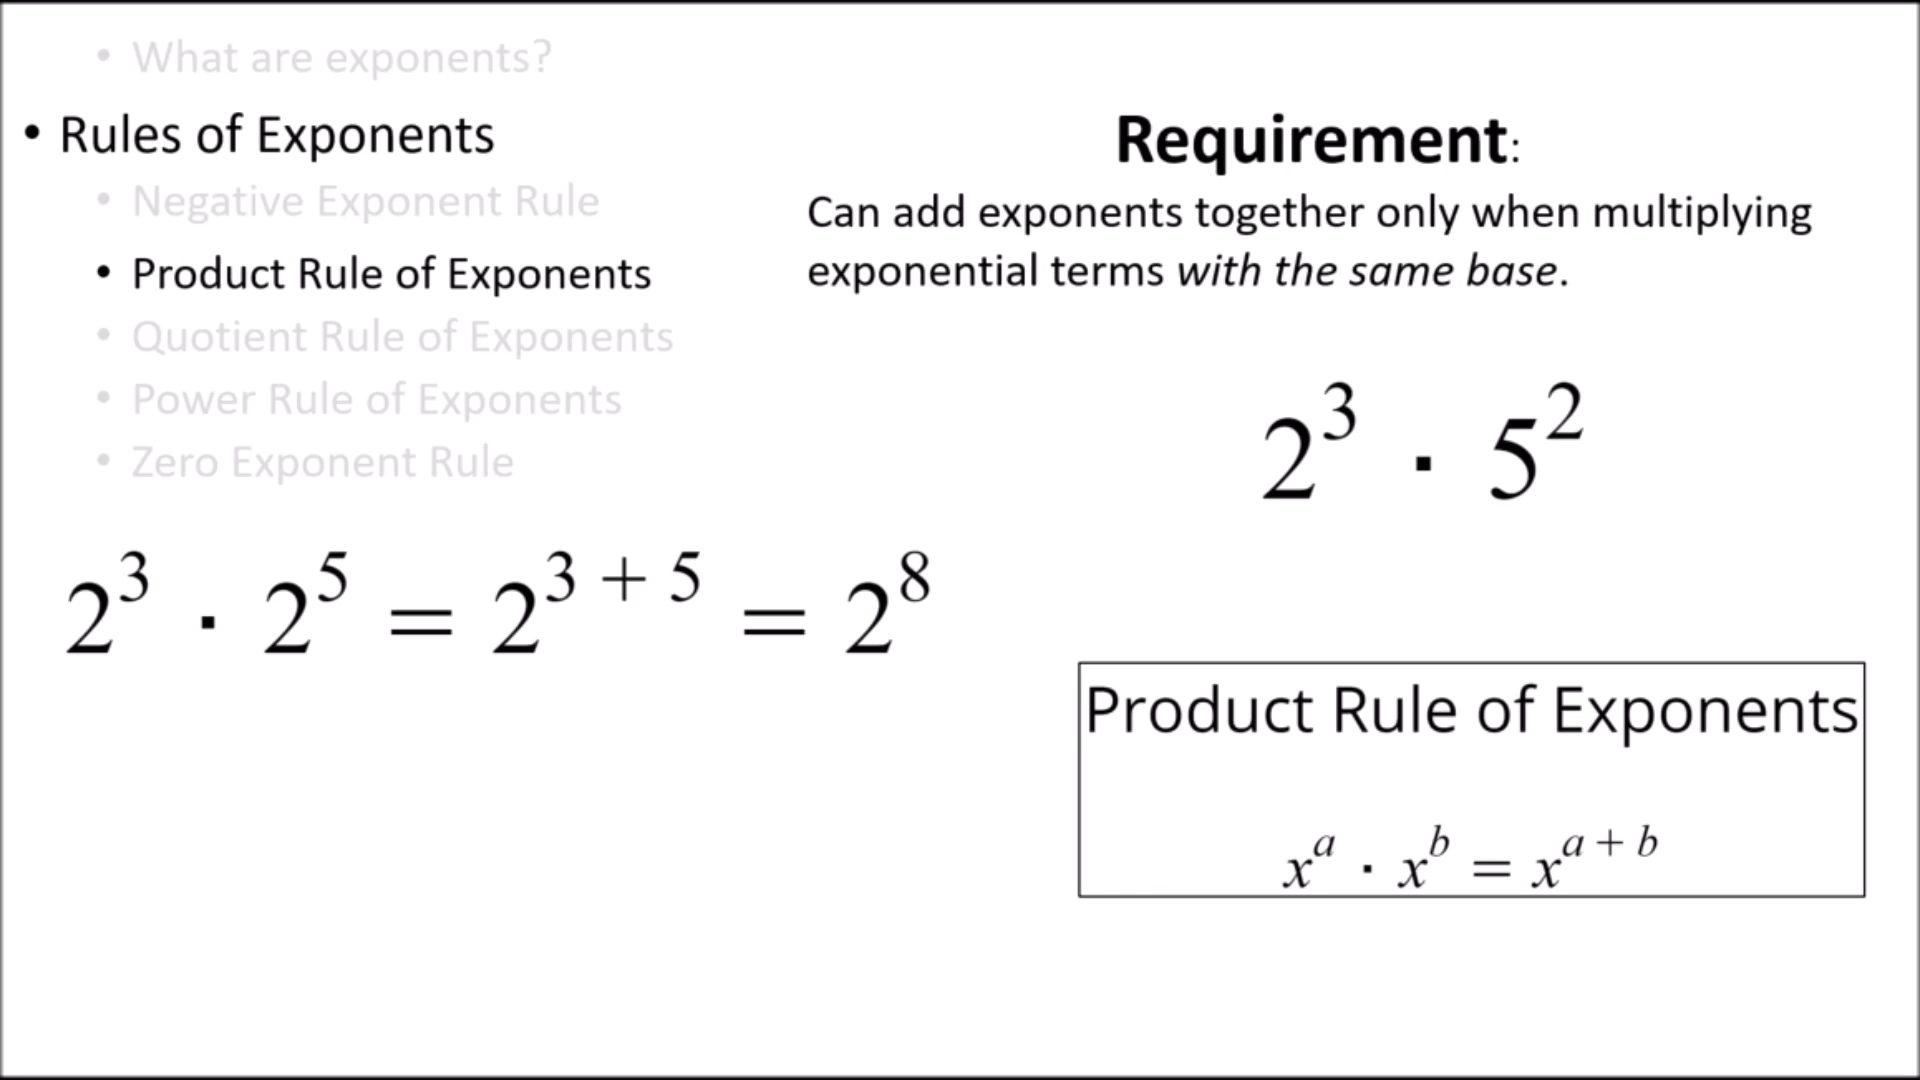 • What are exponents?
• Rules of Exponents
• Negative Exponent Rule
• Product Rule of Exponents
• Quotient Rule of Exponents
• Power Rule of Exponents
• Zero Exponent Rule
Requirement:
Can add exponents together only when multiplying
exponential terms with the same base.
2³ · 5²
2³ · 2⁵ = 2³ ⁺ ⁵ = 2⁸
Product Rule of Exponents
xᵃ · xᵇ = xᵃ ⁺ ᵇ